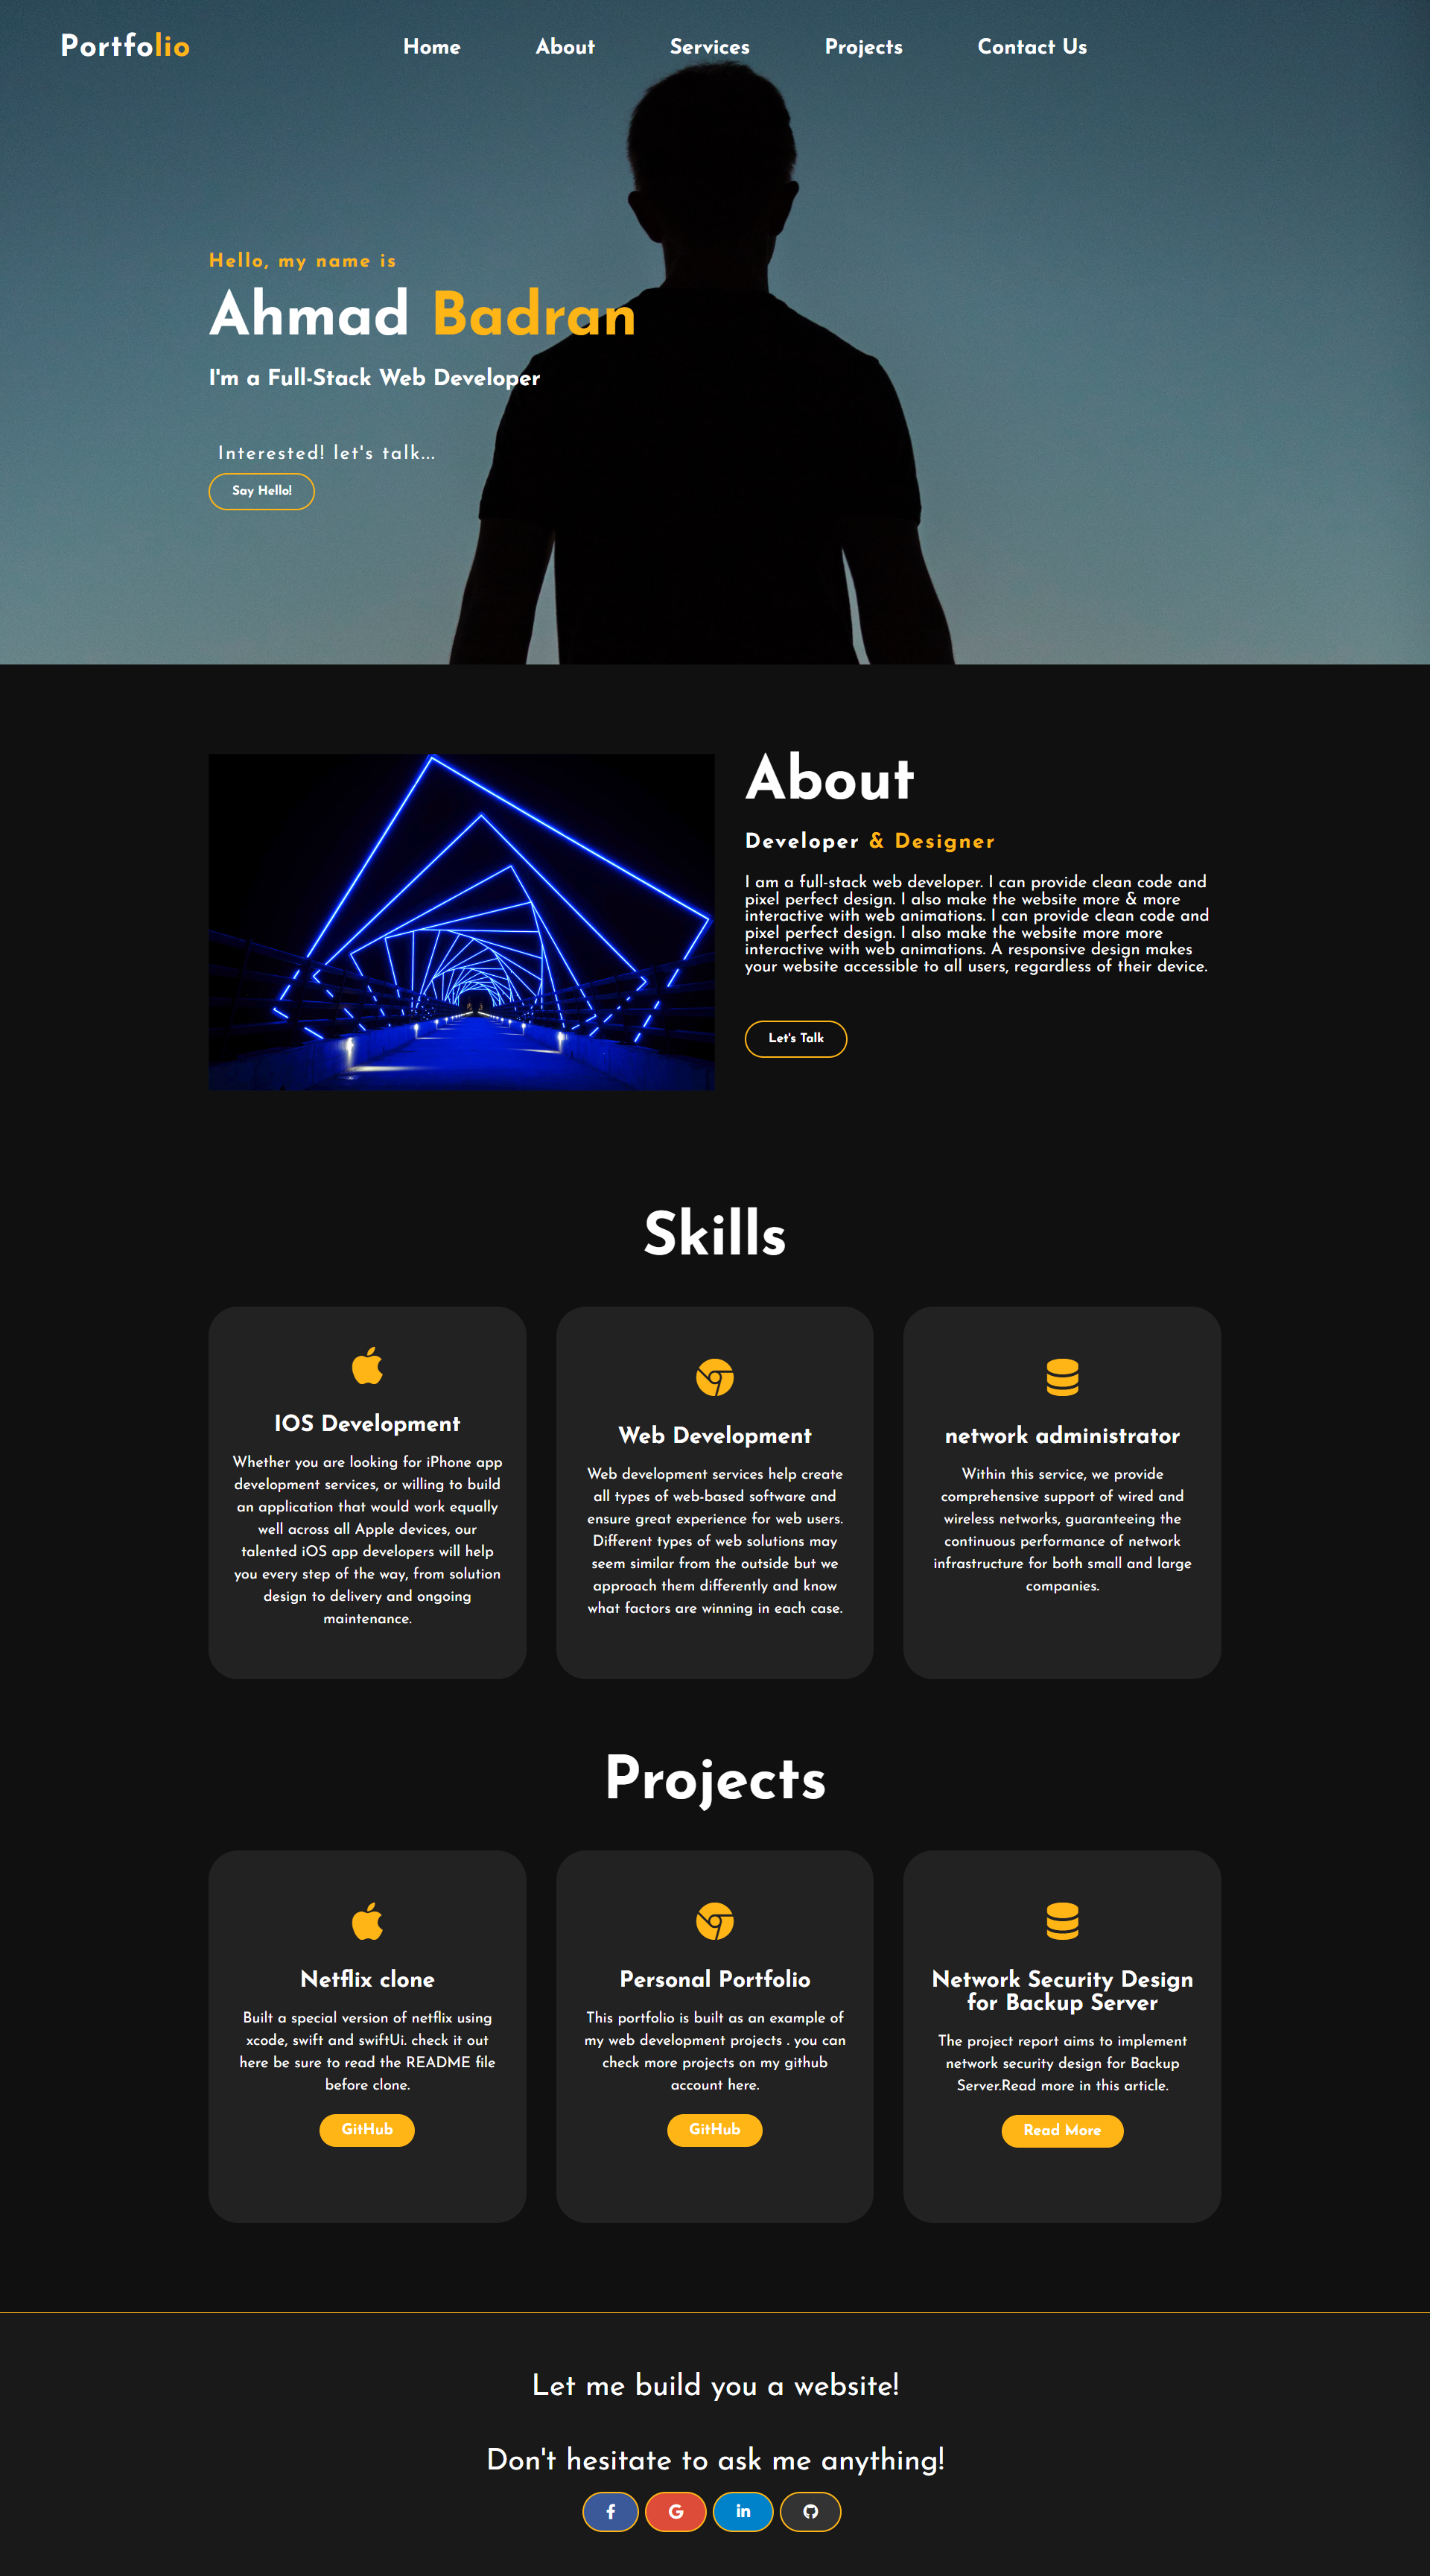 Portfolio
Home About Services Projects Contact Us
Hello, my name is
Ahmad Badran
I'm a Full-Stack Web Developer
Interested! let's talk...
Say Hello!
About
Developer & Designer
I am a full-stack web developer. I can provide clean code and
pixel perfect design. I also make the website more & more
interactive with web animations. I can provide clean code and
pixel perfect design. I also make the website more more
interactive with web animations. A responsive design makes
your website accessible to all users, regardless of their device.
Let's Talk
Skills
IOS Development
Whether you are looking for iPhone app
development services, or willing to build
an application that would work equally
well across all Apple devices, our
talented iOS app developers will help
you every step of the way, from solution
design to delivery and ongoing
maintenance.
Web Development
Web development services help create
all types of web-based software and
ensure great experience for web users.
Different types of web solutions may
seem similar from the outside but we
approach them differently and know
what factors are winning in each case.
network administrator
Within this service, we provide
comprehensive support of wired and
wireless networks, guaranteeing the
continuous performance of network
infrastructure for both small and large
companies.
Projects
Netflix clone
Built a special version of netflix using
xcode, swift and swiftUi. check it out
here be sure to read the README file
before clone.
GitHub
Personal Portfolio
This portfolio is built as an example of
my web development projects . you can
check more projects on my github
account here.
GitHub
Network Security Design
for Backup Server
The project report aims to implement
network security design for Backup
Server.Read more in this article.
Read More
Let me build you a website!
Don't hesitate to ask me anything!